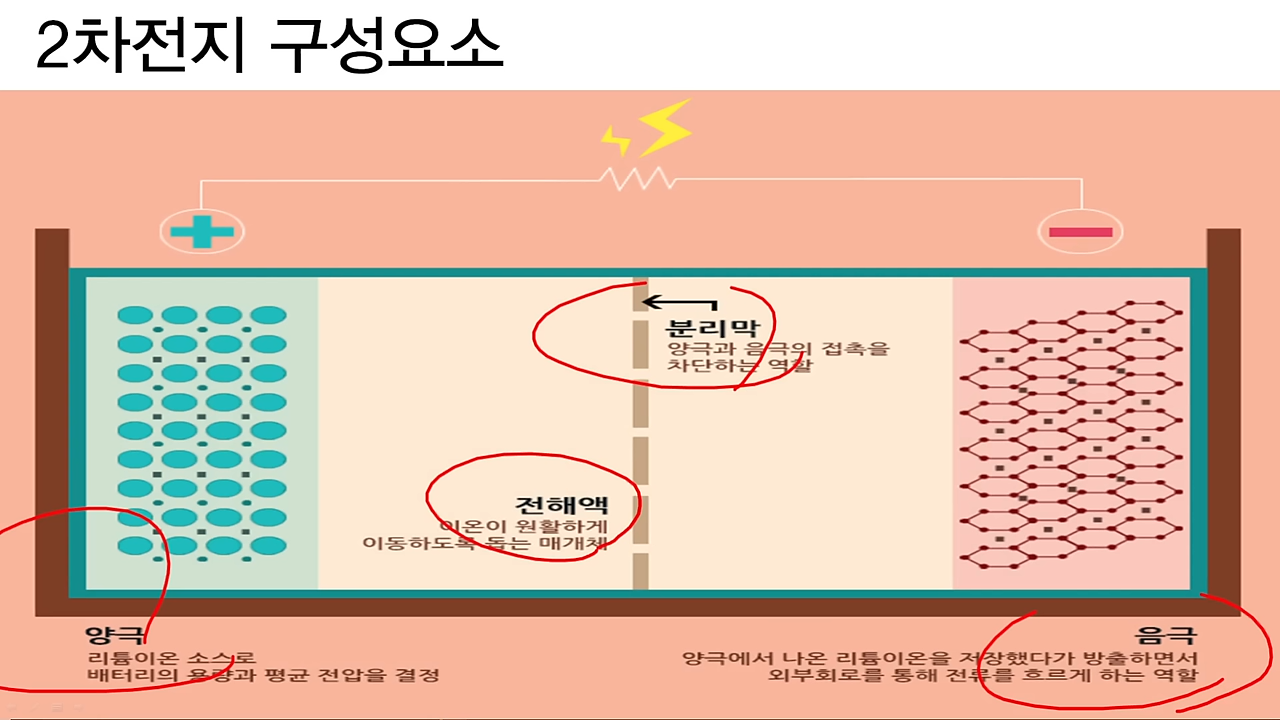 2차전지 구성요소
분리막
양극과 음극의 접촉을
차단하는 역할
전해액
이온이 원활하게
이동하도록 돕는 매개체
양극
리튬이온 소스로
배터리의 용량과 평균 전압을 결정
음극
양극에서 나온 리튬이온을 저장했다가 방출하면서
외부회로를 통해 전류를 흐르게 하는 역할